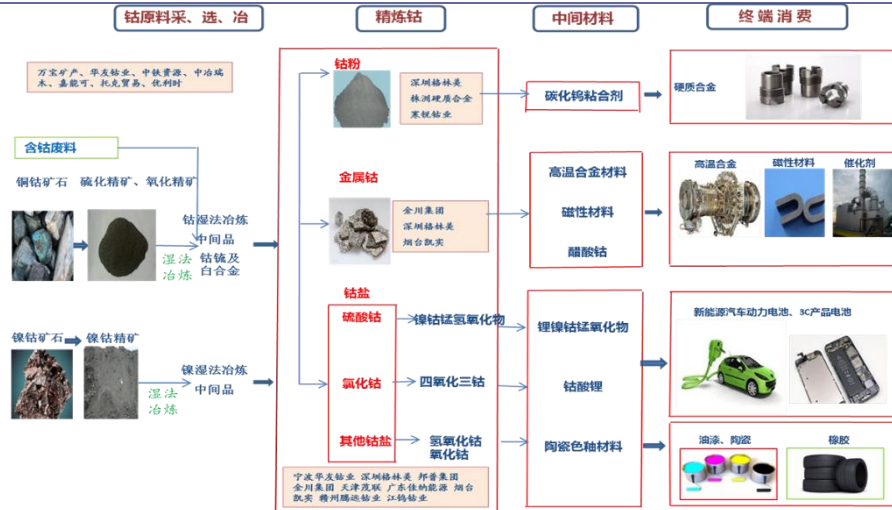 钴原料采、选、冶
精炼钴
中间材料
终端消费
万宝矿产、华友钴业、中铁资源、中冶瑞
木、嘉能可、托克贸易、优利时
含钴废料
铜钴矿石
硫化精矿、氧化精矿
钴湿法冶炼
中间品
湿法
冶炼
钴锍及
白合金
镍钴矿石
镍钴精矿
镍湿法冶炼
中间品
湿法
冶炼
钴粉
深圳格林美
株洲硬质合金
寒锐钴业
金属钴
金川集团
深圳格林美
烟台凯实
钴盐
硫酸钴
镍钴锰氢氧化物
氯化钴
四氧化三钴
其他钴盐
氢氧化钴
氧化钴
宁波华友钴业 深圳格林美 邦普集团
金川集团 天津茂联 广东佳纳能源 烟台
凯实 赣州腾远钴业 江钨钴业
碳化钨粘合剂
高温合金材料
磁性材料
醋酸钴
锂镍钴锰氧化物
钴酸锂
陶瓷色釉材料
硬质合金
高温合金
磁性材料
催化剂
新能源汽车动力电池、3C产品电池
油漆、陶瓷
橡胶